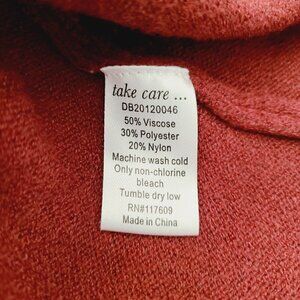 take care ...
DB20120046
50% Viscose
30% Polyester
20% Nylon
Machine wash cold
Only non-chlorine
bleach
Tumble dry low
RN#117609
Made in China